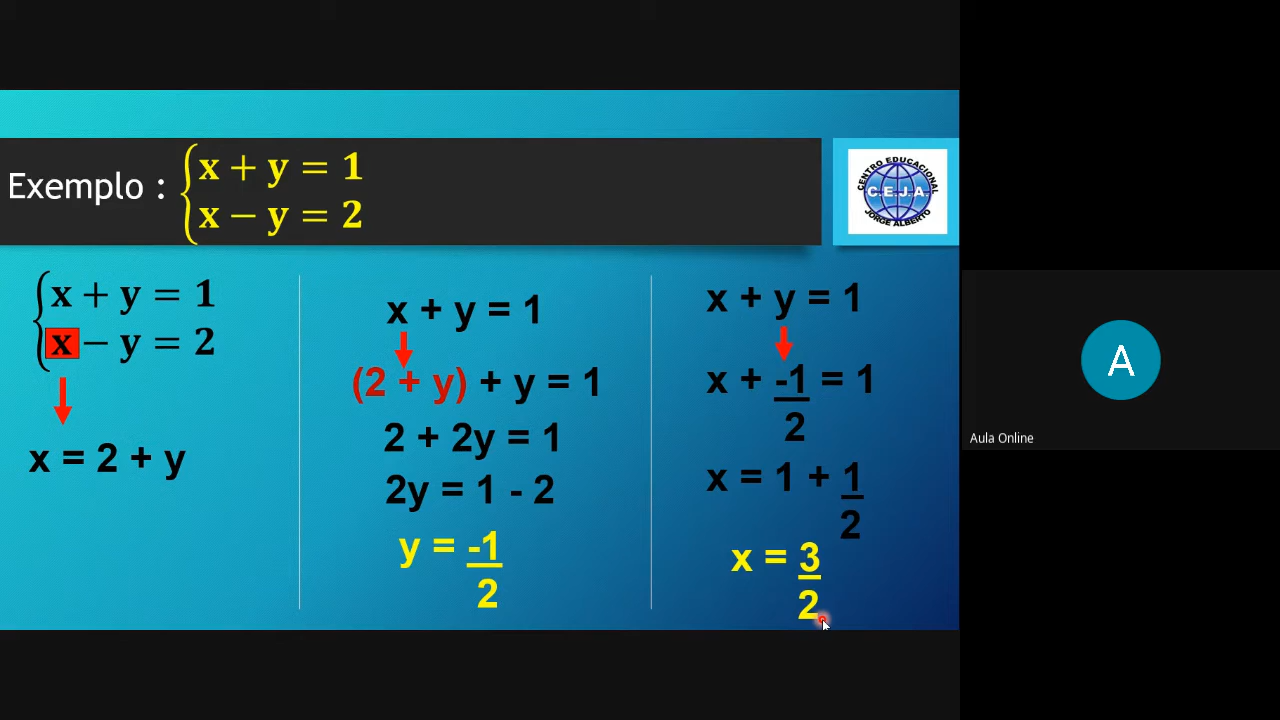 Exemplo :
x + y = 1
x − y = 2
CENTRO EDUCACIONAL
C.E.J.A.
JORGE ALBERTO
x + y = 1
x − y = 2
x = 2 + y
x + y = 1
(2 + y) + y = 1
2 + 2y = 1
2y = 1 - 2
y = -1
2
x + y = 1
x + -1 = 1
2
x = 1 + 1
2
x = 3
2
A
Aula Online